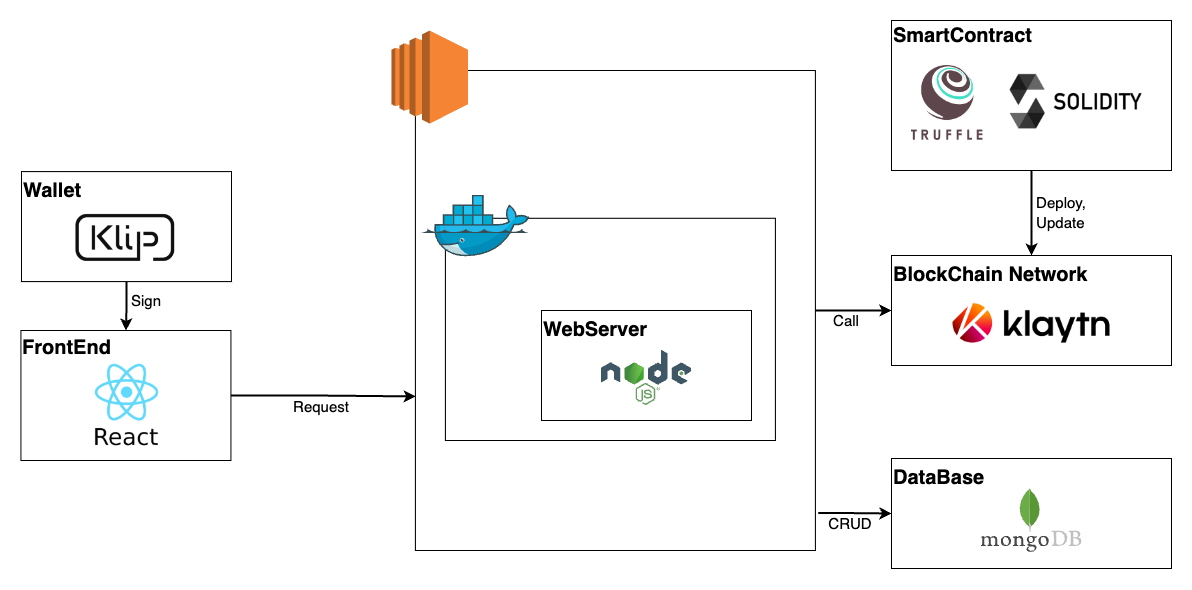 SmartContract
TRUFFLE
SOLIDITY
Deploy,
Update
Wallet
Klip
Sign
BlockChain Network
klaytn
Call
FrontEnd
React
Request
WebServer
node
JS
DataBase
mongoDB
CRUD